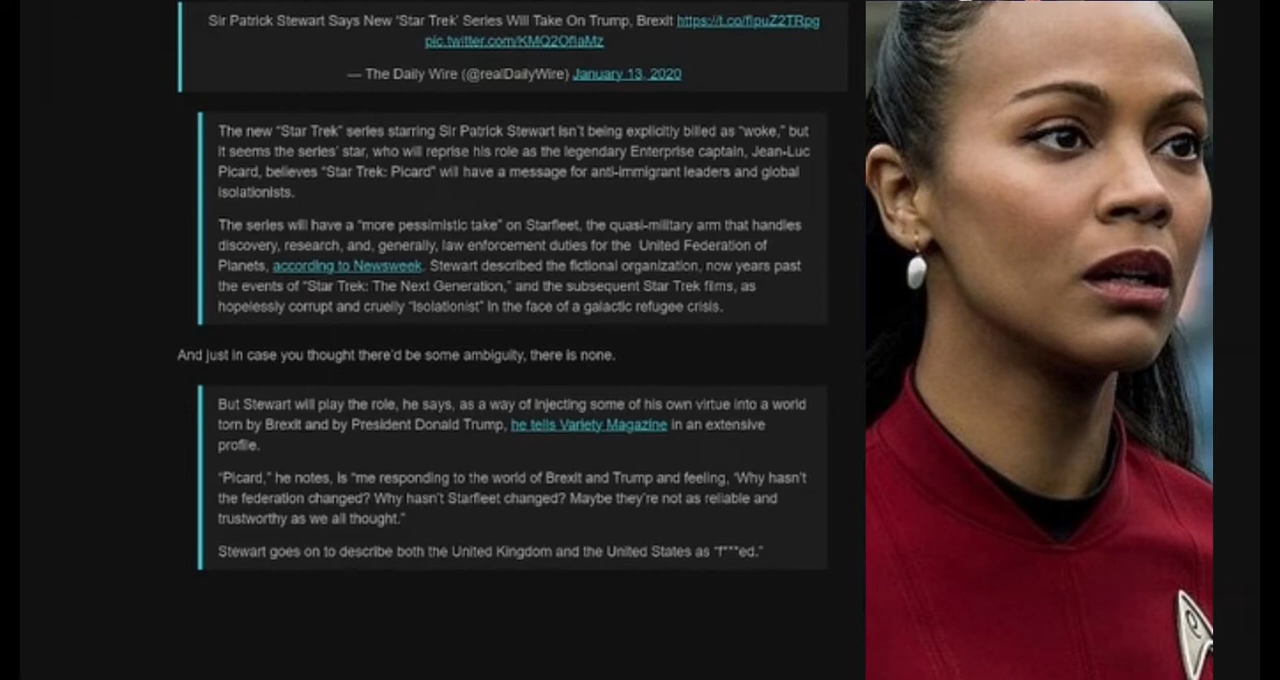 Sir Patrick Stewart Says New ‘Star Trek’ Series Will Take On Trump, Brexit https://t.co/fIpuZ2TRpg
pic.twitter.com/KMQ2OfIaMz
— The Daily Wire (@realDailyWire) January 13, 2020
The new “Star Trek” series starring Sir Patrick Stewart isn’t being explicitly billed as “woke,” but
it seems the series’ star, who will reprise his role as the legendary Enterprise captain, Jean-Luc
Picard, believes “Star Trek: Picard” will have a message for anti-immigrant leaders and global
isolationists.
The series will have a “more pessimistic take” on Starfleet, the quasi-military arm that handles
discovery, research, and, generally, law enforcement duties for the United Federation of
Planets, according to Newsweek. Stewart described the fictional organization, now years past
the events of “Star Trek: The Next Generation,” and the subsequent Star Trek films, as
hopelessly corrupt and cruelly “isolationist” in the face of a galactic refugee crisis.
And just in case you thought there’d be some ambiguity, there is none.
But Stewart will play the role, he says, as a way of injecting some of his own virtue into a world
torn by Brexit and by President Donald Trump, he tells Variety Magazine in an extensive
profile.
“Picard,” he notes, is “me responding to the world of Brexit and Trump and feeling, ‘Why hasn’t
the federation changed? Why hasn’t Starfleet changed? Maybe they’re not as reliable and
trustworthy as we all thought.”
Stewart goes on to describe both the United Kingdom and the United States as “f***ed.”